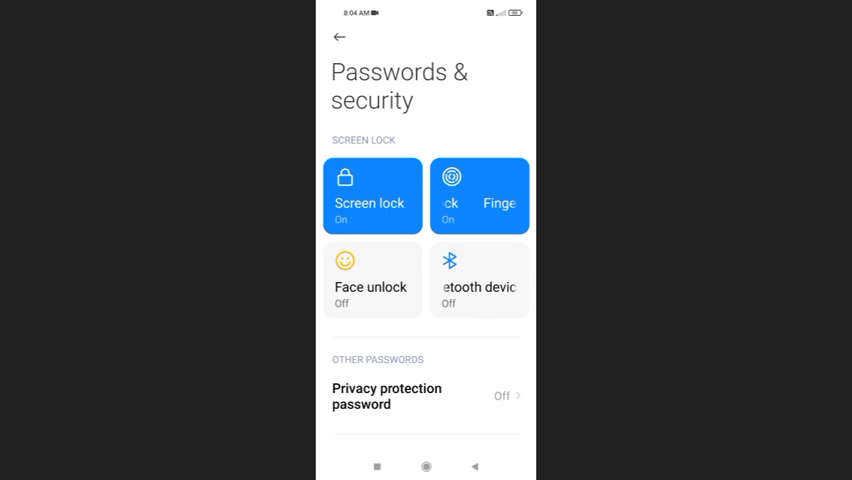 8:04 AM
Passwords &
security
SCREEN LOCK
Screen lock
On
ck Finge
On
Face unlock
Off
etooth devic
Off
OTHER PASSWORDS
Privacy protection
password
Off